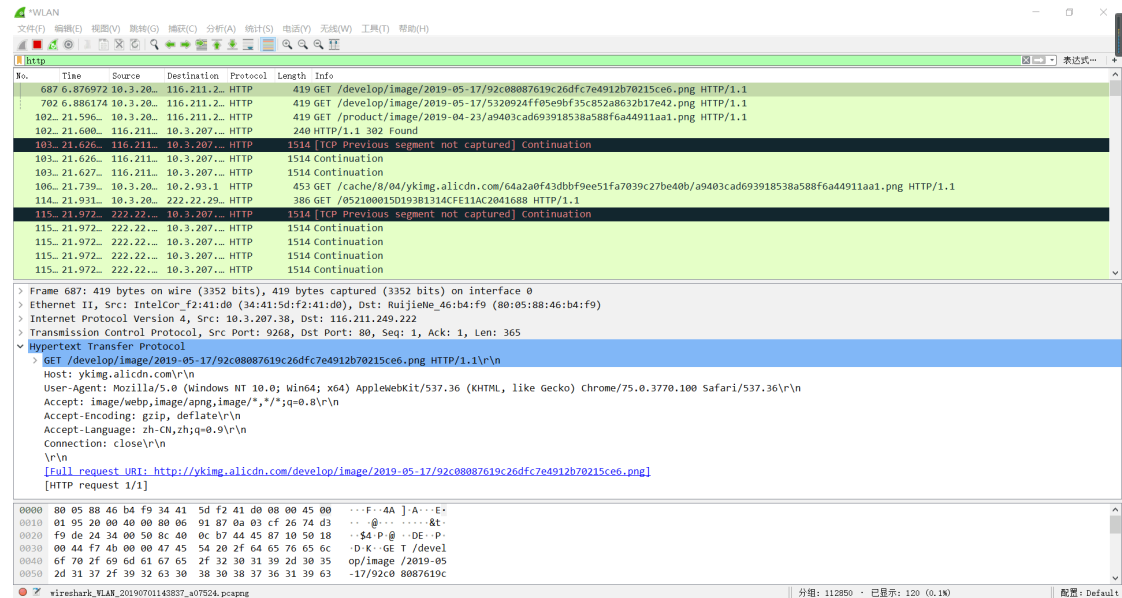 *WLAN
文件(F) 编辑(E) 视图(V) 跳转(G) 捕获(C) 分析(A) 统计(S) 电话(Y) 无线(W) 工具(T) 帮助(H)
http 表达式… +
No. Time Source Destination Protocol Length Info
687 6.876972 10.3.20… 116.211.2… HTTP 419 GET /develop/image/2019-05-17/92c08087619c26dfc7e4912b70215ce6.png HTTP/1.1
702 6.886174 10.3.20… 116.211.2… HTTP 419 GET /develop/image/2019-05-17/5320924ff05e9bf35c852a8632b17e42.png HTTP/1.1
102… 21.596… 10.3.20… 116.211.2… HTTP 419 GET /product/image/2019-04-23/a9403cad693918538a588f6a44911aa1.png HTTP/1.1
102… 21.600… 116.211… 10.3.207.… HTTP 240 HTTP/1.1 302 Found
103… 21.626… 116.211… 10.3.207.… HTTP 1514 [TCP Previous segment not captured] Continuation
103… 21.626… 116.211… 10.3.207.… HTTP 1514 Continuation
103… 21.627… 116.211… 10.3.207.… HTTP 1514 Continuation
106… 21.739… 10.3.20… 10.2.93.1 HTTP 453 GET /cache/8/04/ykimg.alicdn.com/64a2a0f43dbbf9ee51fa7039c27be40b/a9403cad693918538a588f6a44911aa1.png HTTP/1.1
114… 21.931… 10.3.20… 222.22.29… HTTP 386 GET /052100015D193B1314CFE11AC2041688 HTTP/1.1
115… 21.972… 222.22.… 10.3.207.… HTTP 1514 [TCP Previous segment not captured] Continuation
115… 21.972… 222.22.… 10.3.207.… HTTP 1514 Continuation
115… 21.972… 222.22.… 10.3.207.… HTTP 1514 Continuation
115… 21.972… 222.22.… 10.3.207.… HTTP 1514 Continuation
115… 21.972… 222.22.… 10.3.207.… HTTP 1514 Continuation
Frame 687: 419 bytes on wire (3352 bits), 419 bytes captured (3352 bits) on interface 0
Ethernet II, Src: IntelCor_f2:41:d0 (34:41:5d:f2:41:d0), Dst: RuijieNe_46:b4:f9 (80:05:88:46:b4:f9)
Internet Protocol Version 4, Src: 10.3.207.38, Dst: 116.211.249.222
Transmission Control Protocol, Src Port: 9268, Dst Port: 80, Seq: 1, Ack: 1, Len: 365
Hypertext Transfer Protocol
GET /develop/image/2019-05-17/92c08087619c26dfc7e4912b70215ce6.png HTTP/1.1\r\n
Host: ykimg.alicdn.com\r\n
User-Agent: Mozilla/5.0 (Windows NT 10.0; Win64; x64) AppleWebKit/537.36 (KHTML, like Gecko) Chrome/75.0.3770.100 Safari/537.36\r\n
Accept: image/webp,image/apng,image/*,*/*;q=0.8\r\n
Accept-Encoding: gzip, deflate\r\n
Accept-Language: zh-CN,zh;q=0.9\r\n
Connection: close\r\n
\r\n
[Full request URI: http://ykimg.alicdn.com/develop/image/2019-05-17/92c08087619c26dfc7e4912b70215ce6.png]
[HTTP request 1/1]
0000 80 05 88 46 b4 f9 34 41 5d f2 41 d0 08 00 45 00 ···F··4A ]·A···E·
0010 01 95 20 00 40 00 80 06 91 87 0a 03 cf 26 74 d3 ·· ·@··· ·····&t·
0020 f9 de 24 34 00 50 8c 40 0c b7 44 45 87 10 50 18 ··$4·P·@ ··DE··P·
0030 00 44 f7 4b 00 00 47 45 54 20 2f 64 65 76 65 6c ·D·K··GE T /devel
0040 6f 70 2f 69 6d 61 67 65 2f 32 30 31 39 2d 30 35 op/image /2019-05
0050 2d 31 37 2f 39 32 63 30 38 30 38 37 36 31 39 63 -17/92c0 8087619c
wireshark_WLAN_20190701143837_a07524.pcapng 分组: 112850 · 已显示: 120 (0.1%) 配置: Default